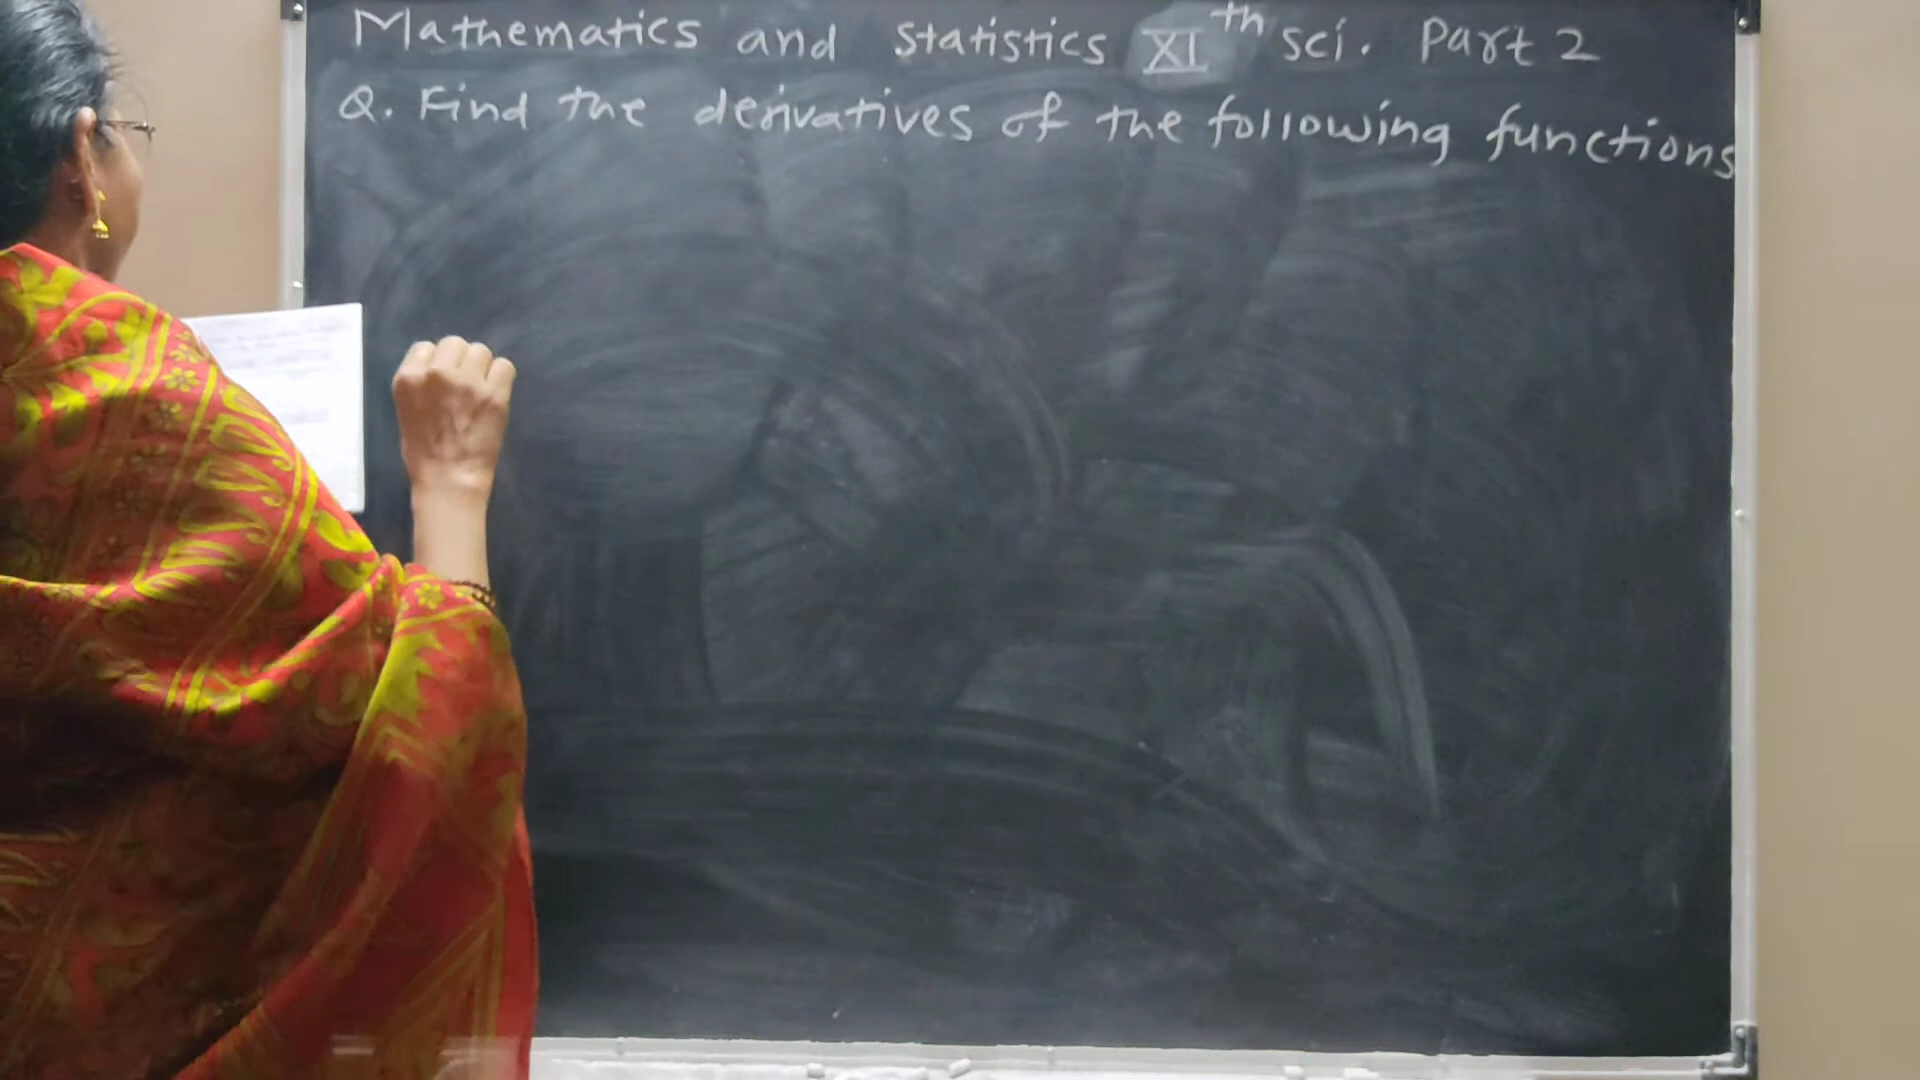 Mathematics and statistics XI th sci. Part 2
Q. Find the derivatives of the following functions